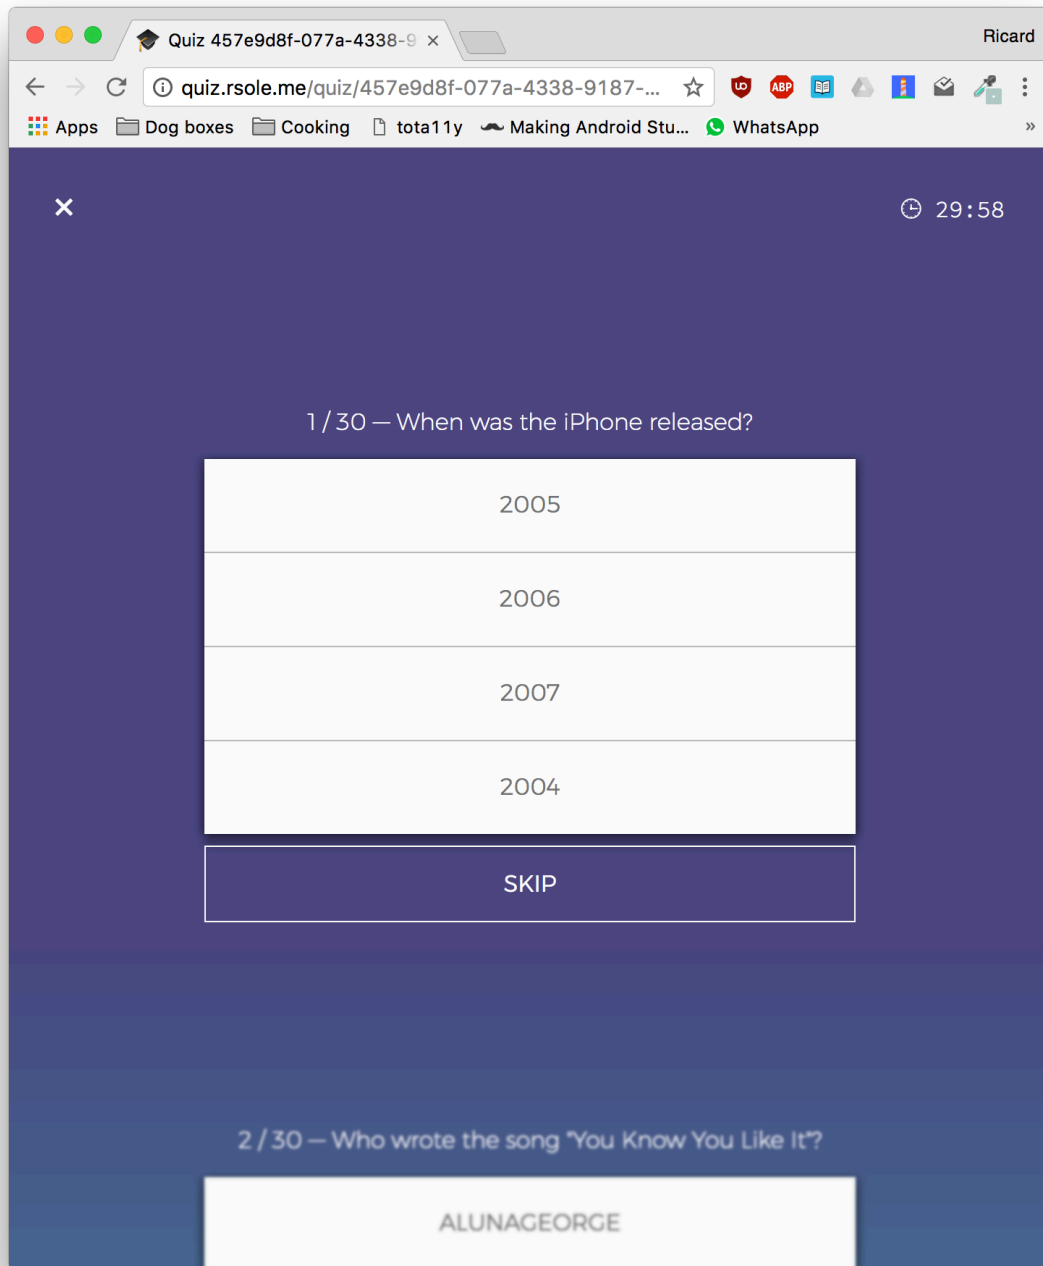 Quiz 457e9d8f-077a-4338-9
Ricard
quiz.rsole.me/quiz/457e9d8f-077a-4338-9187-...
ABP
Apps Dog boxes Cooking tota11y Making Android Stu... WhatsApp »
29:58
1 / 30 — When was the iPhone released?
2005
2006
2007
2004
SKIP
2 / 30 — Who wrote the song "You Know You Like It"?
ALUNAGEORGE